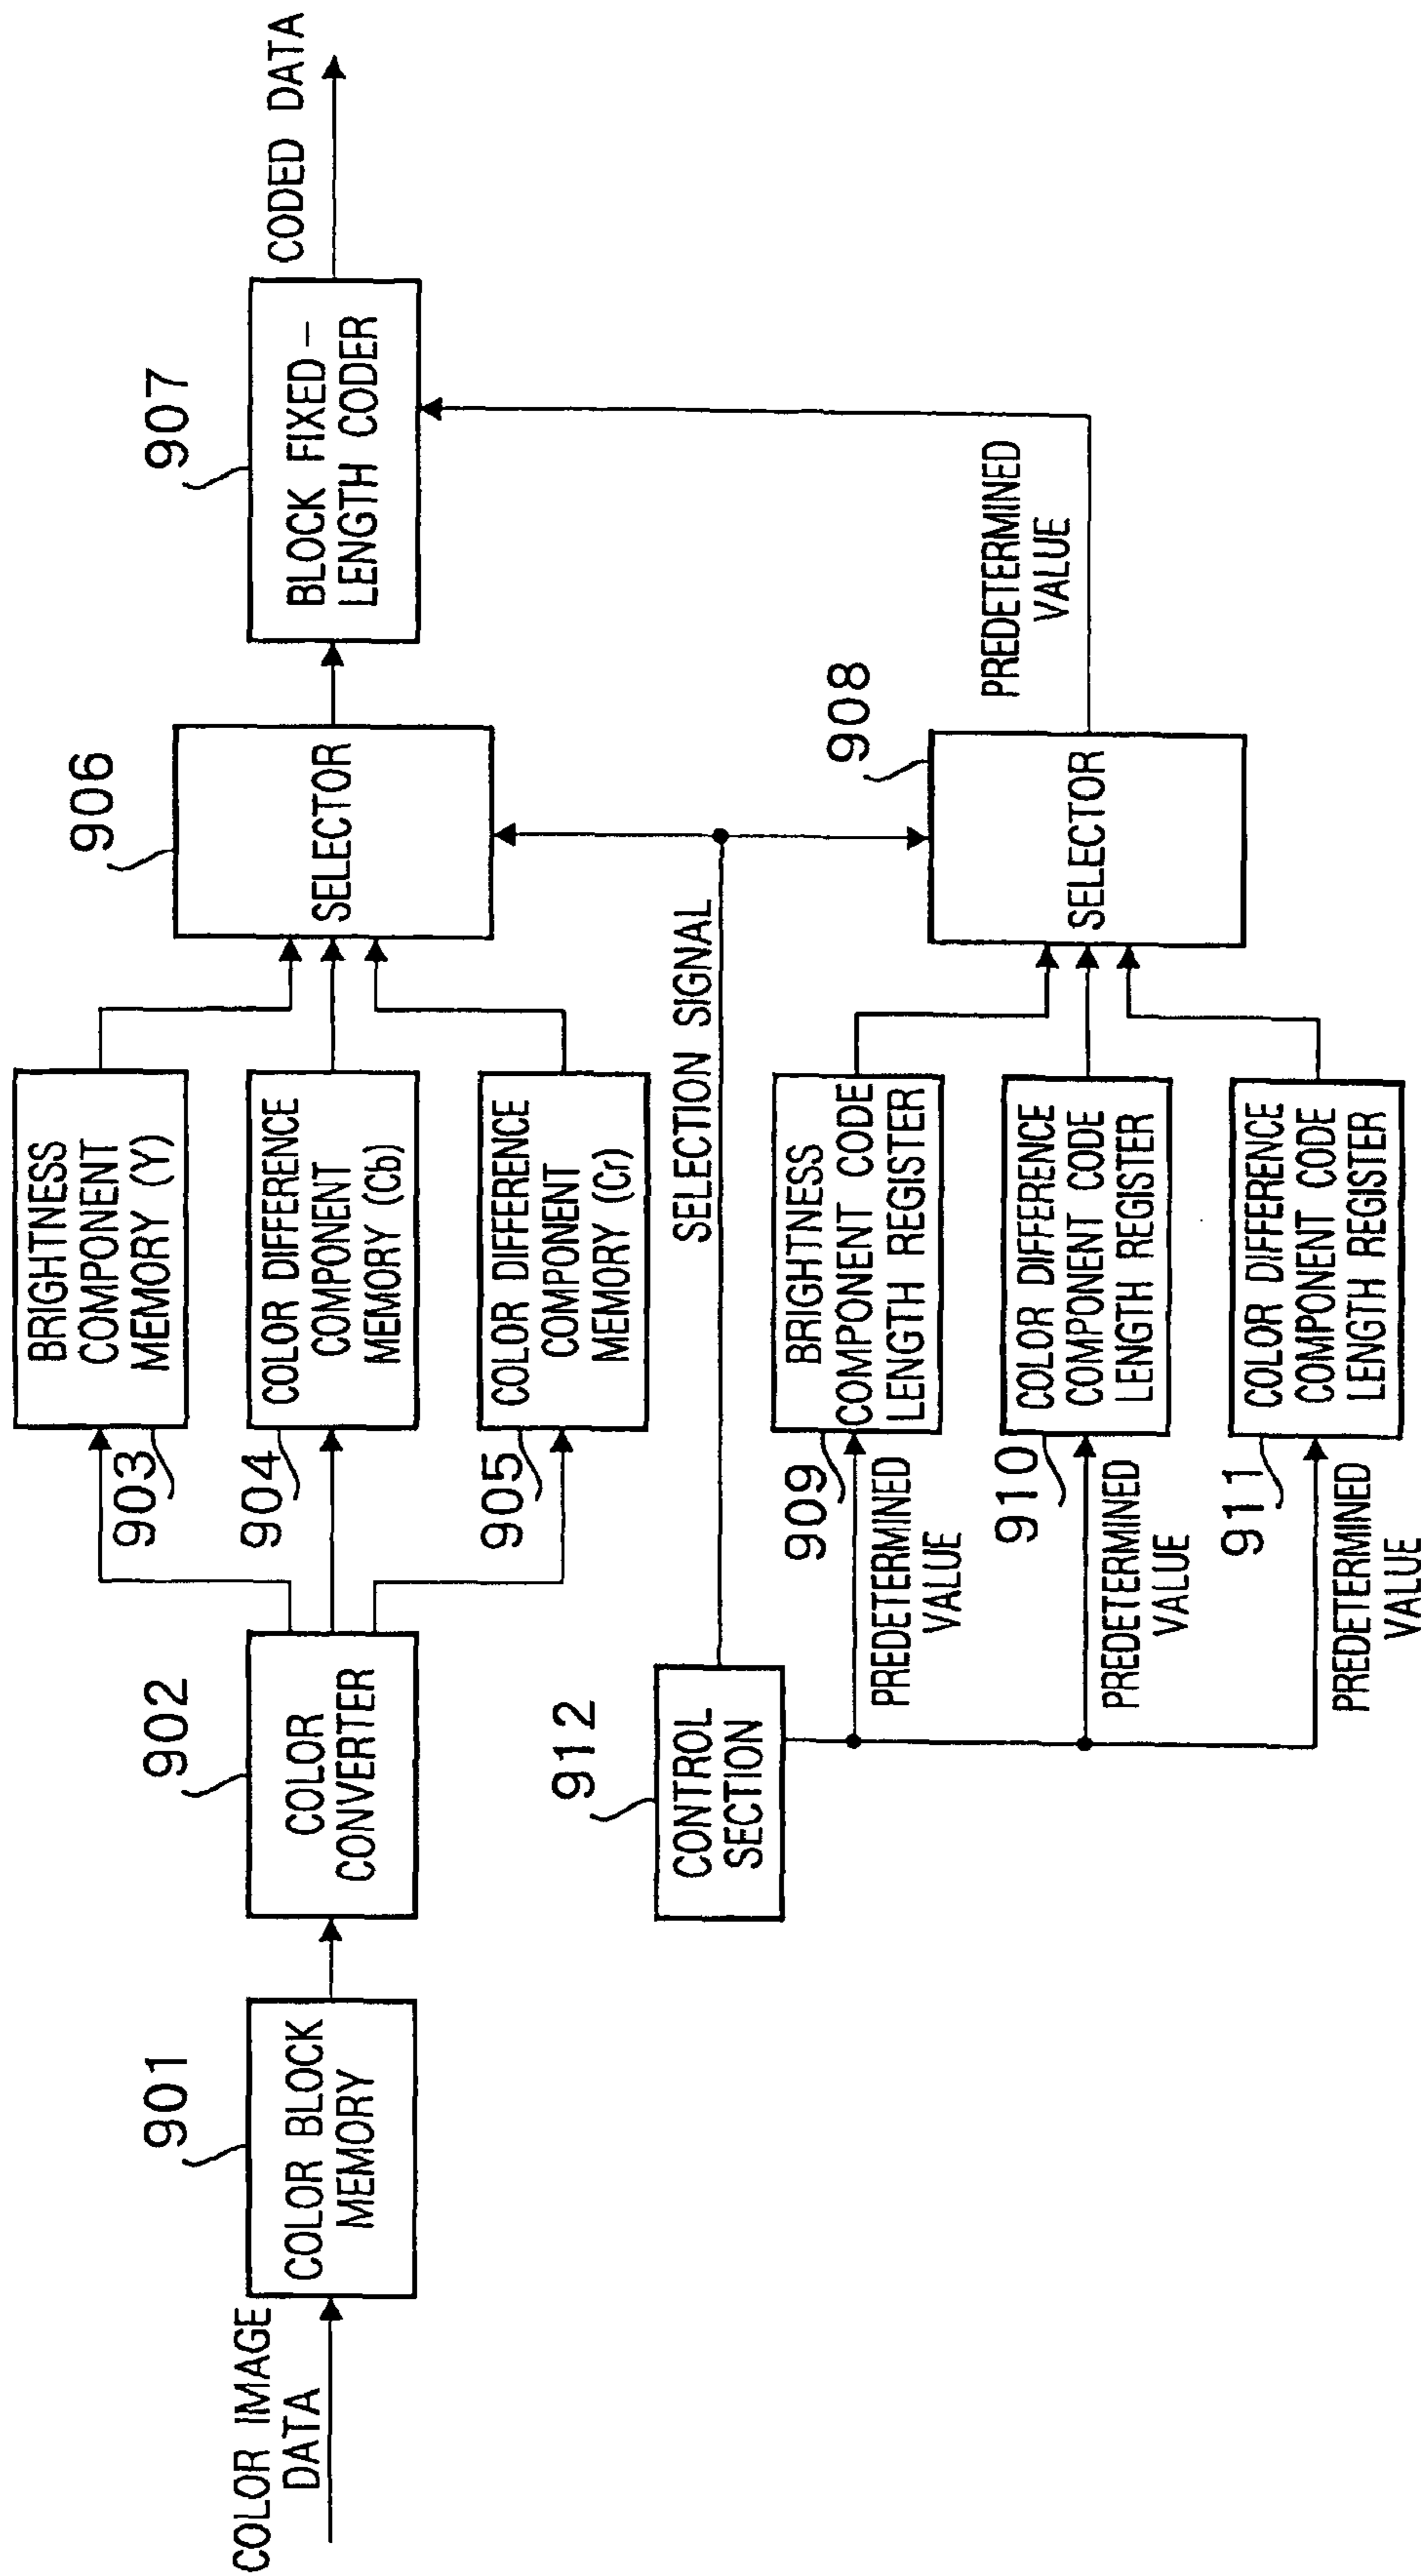 COLOR IMAGE
DATA
901
COLOR BLOCK
MEMORY
902
COLOR
CONVERTER
903
BRIGHTNESS
COMPONENT
MEMORY (Y)
904
COLOR DIFFERENCE
COMPONENT
MEMORY (Cb)
905
COLOR DIFFERENCE
COMPONENT
MEMORY (Cr)
906
SELECTOR
907
BLOCK FIXED-
LENGTH CODER
CODED DATA
912
CONTROL
SECTION
SELECTION SIGNAL
909
PREDETERMINED
VALUE
BRIGHTNESS
COMPONENT CODE
LENGTH REGISTER
910
PREDETERMINED
VALUE
COLOR DIFFERENCE
COMPONENT CODE
LENGTH REGISTER
911
PREDETERMINED
VALUE
COLOR DIFFERENCE
COMPONENT CODE
LENGTH REGISTER
908
SELECTOR
PREDETERMINED
VALUE